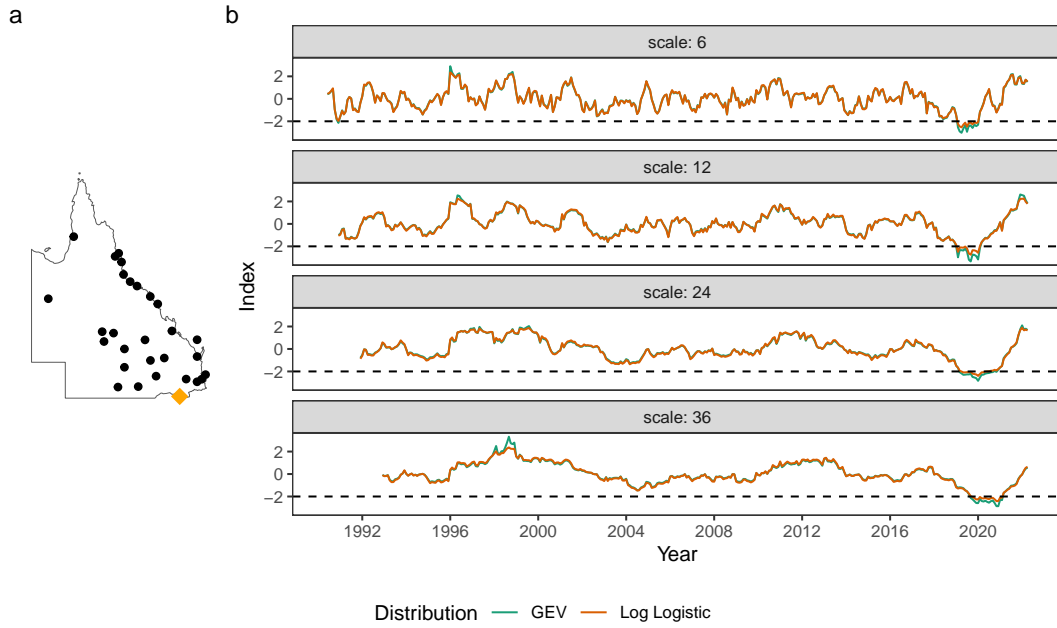 a
b
scale: 6
2
0
−2
scale: 12
2
0
−2
scale: 24
2
0
−2
scale: 36
2
0
−2
Index
1992 1996 2000 2004 2008 2012 2016 2020
Year
Distribution GEV Log Logistic